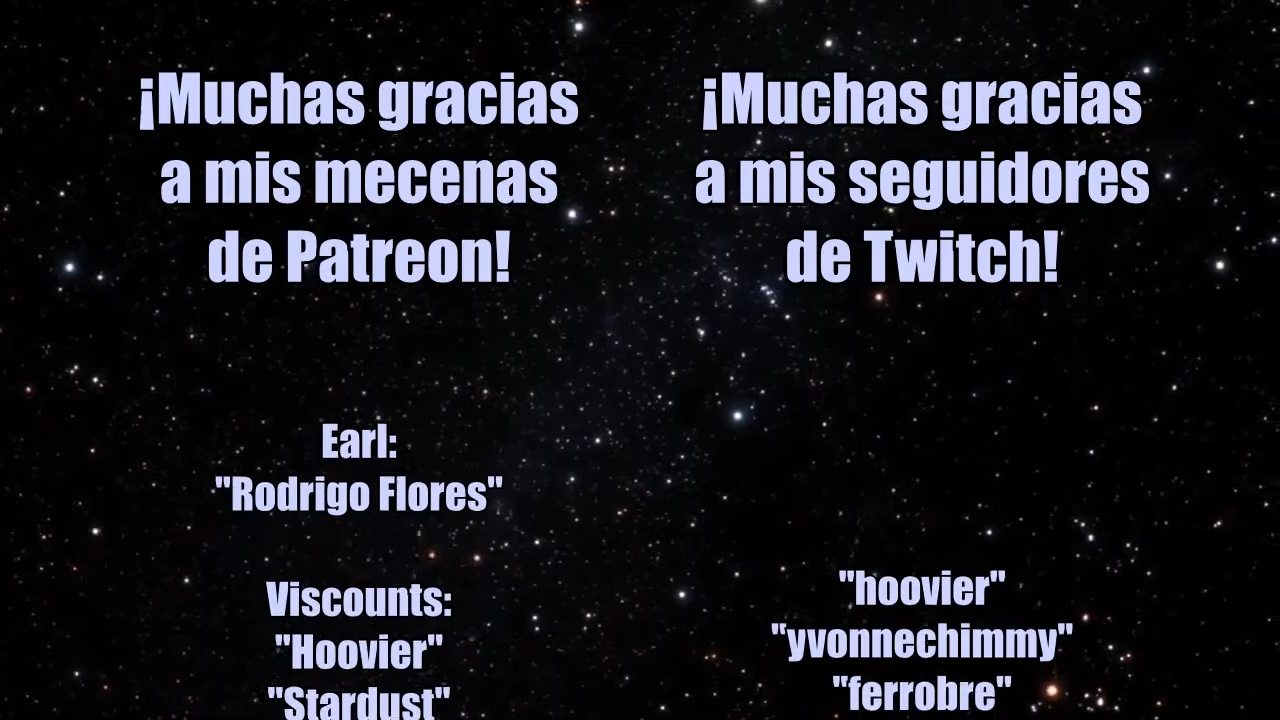 ¡Muchas gracias
a mis mecenas
de Patreon!
Earl:
"Rodrigo Flores"
Viscounts:
"Hoovier"
"Stardust"
¡Muchas gracias
a mis seguidores
de Twitch!
"hoovier"
"yvonnechimmy"
"ferrobre"